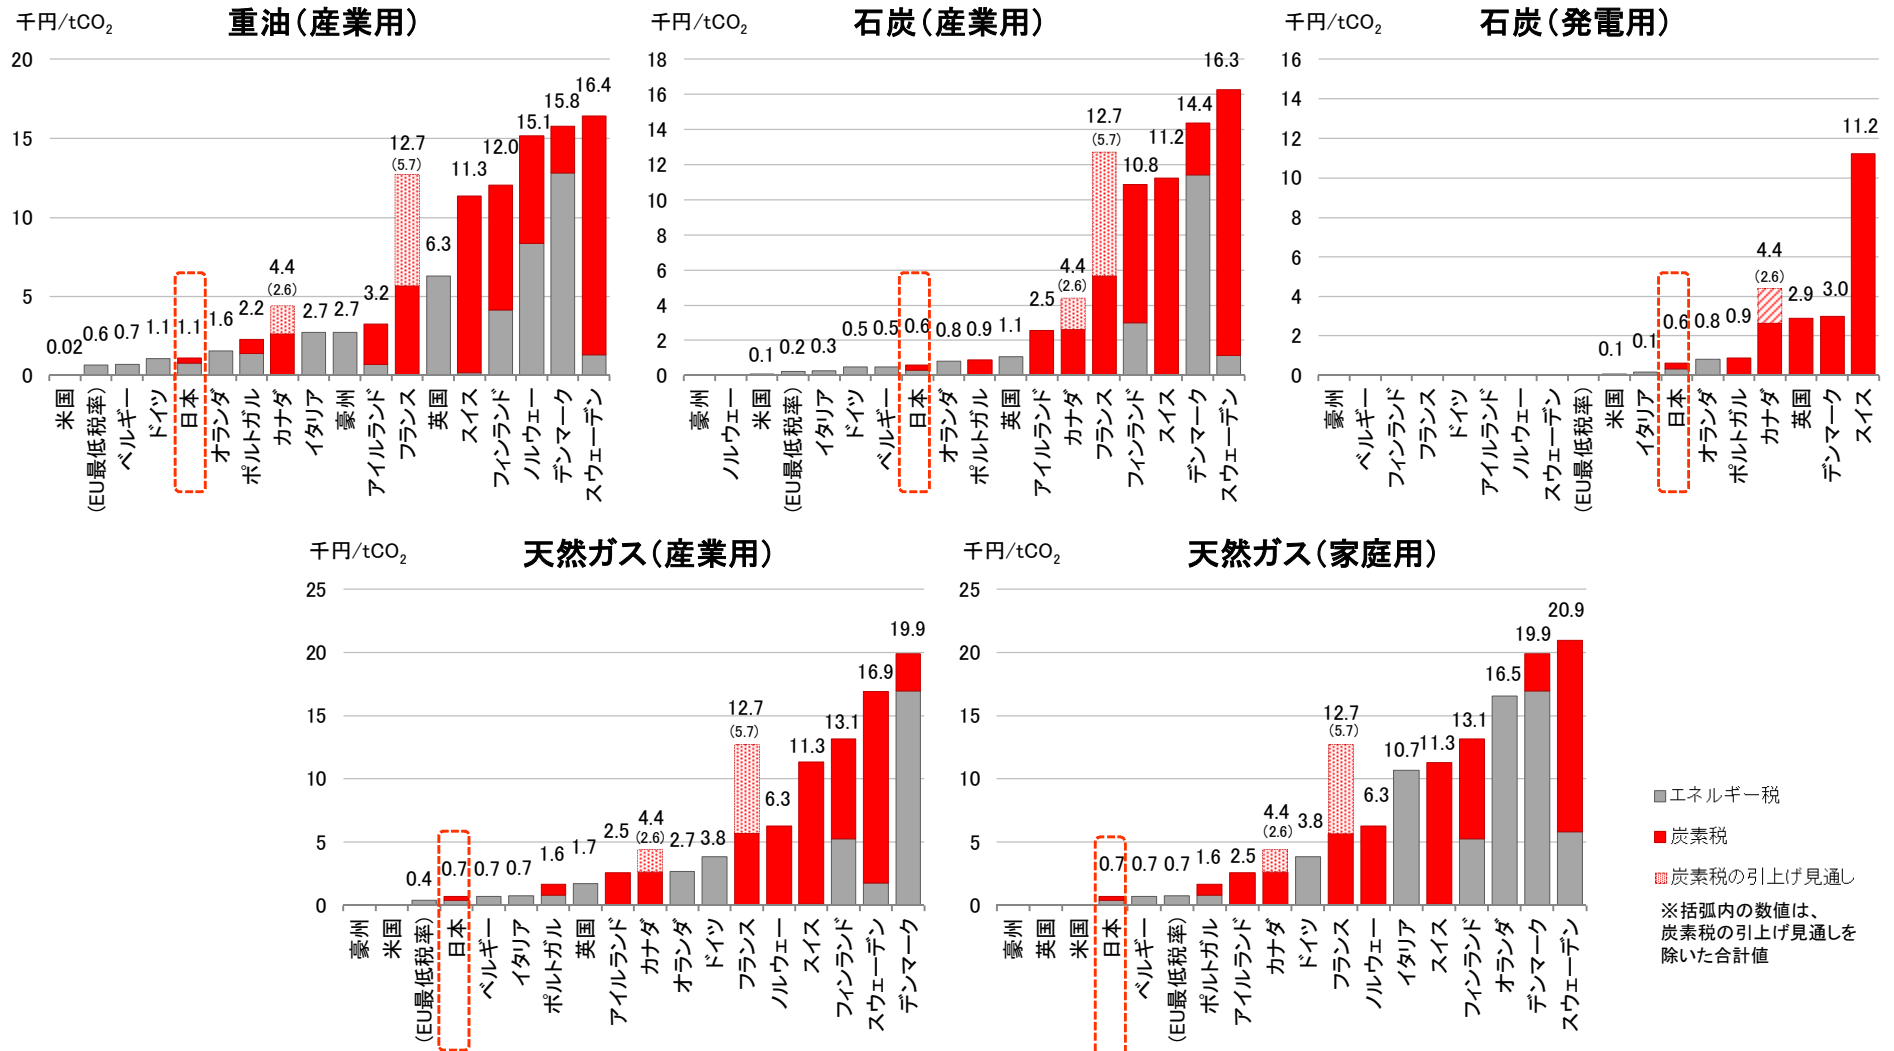 千円/tCO2
重油（産業用）
20
15
10
5
0
0.02
0.6
0.7
1.1
1.1
1.6
2.2
4.4
(2.6)
2.7
2.7
3.2
12.7
(5.7)
6.3
11.3
12.0
15.1
15.8
16.4
米国
（EU最低税率）
ベルギー
ドイツ
日本
オランダ
ポルトガル
カナダ
イタリア
豪州
アイルランド
フランス
英国
スイス
フィンランド
ノルウェー
デンマーク
スウェーデン
千円/tCO2
石炭（産業用）
18
16
14
12
10
8
6
4
2
0
0.1
0.2
0.3
0.5
0.5
0.6
0.8
0.9
1.1
2.5
4.4
(2.6)
12.7
(5.7)
10.8
11.2
14.4
16.3
豪州
ノルウェー
米国
（EU最低税率）
イタリア
ドイツ
ベルギー
日本
オランダ
ポルトガル
英国
アイルランド
カナダ
フランス
フィンランド
スイス
デンマーク
スウェーデン
千円/tCO2
石炭（発電用）
16
14
12
10
8
6
4
2
0
0.1
0.1
0.6
0.8
0.9
4.4
(2.6)
2.9
3.0
11.2
豪州
ベルギー
フィンランド
フランス
ドイツ
アイルランド
ノルウェー
スウェーデン
（EU最低税率）
米国
イタリア
日本
オランダ
ポルトガル
カナダ
英国
デンマーク
スイス
千円/tCO2
天然ガス（産業用）
25
20
15
10
5
0
0.4
0.7
0.7
0.7
1.6
1.7
2.5
4.4
(2.6)
2.7
3.8
12.7
(5.7)
6.3
11.3
13.1
16.9
19.9
豪州
米国
（EU最低税率）
日本
ベルギー
イタリア
ポルトガル
英国
アイルランド
カナダ
オランダ
ドイツ
フランス
ノルウェー
スイス
フィンランド
スウェーデン
デンマーク
千円/tCO2
天然ガス（家庭用）
25
20
15
10
5
0
0.7
0.7
0.7
1.6
2.5
4.4
(2.6)
3.8
12.7
(5.7)
6.3
10.7
11.3
13.1
16.5
19.9
20.9
豪州
英国
米国
日本
ベルギー
（EU最低税率）
ポルトガル
アイルランド
カナダ
ドイツ
フランス
ノルウェー
イタリア
スイス
フィンランド
オランダ
デンマーク
スウェーデン
エネルギー税
炭素税
炭素税の引上げ見通し
※括弧内の数値は、
炭素税の引上げ見通しを
除いた合計値